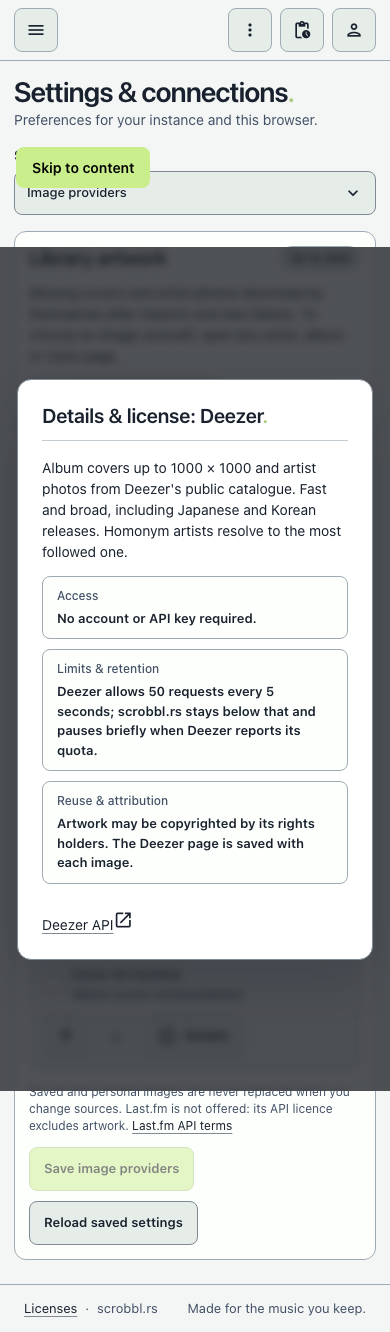 Settings & connections.
Preferences for your instance and this browser.
Skip to content
Image providers
Library artwork
Details & license: Deezer.
Album covers up to 1000 × 1000 and artist
photos from Deezer's public catalogue. Fast
and broad, including Japanese and Korean
releases. Homonym artists resolve to the most
followed one.
Access
No account or API key required.
Limits & retention
Deezer allows 50 requests every 5
seconds; scrobbl.rs stays below that and
pauses briefly when Deezer reports its
quota.
Reuse & attribution
Artwork may be copyrighted by its rights
holders. The Deezer page is saved with
each image.
Deezer API
Saved and personal images are never replaced when you
change sources. Last.fm is not offered: its API licence
excludes artwork. Last.fm API terms
Save image providers
Reload saved settings
Licenses · scrobbl.rs Made for the music you keep.